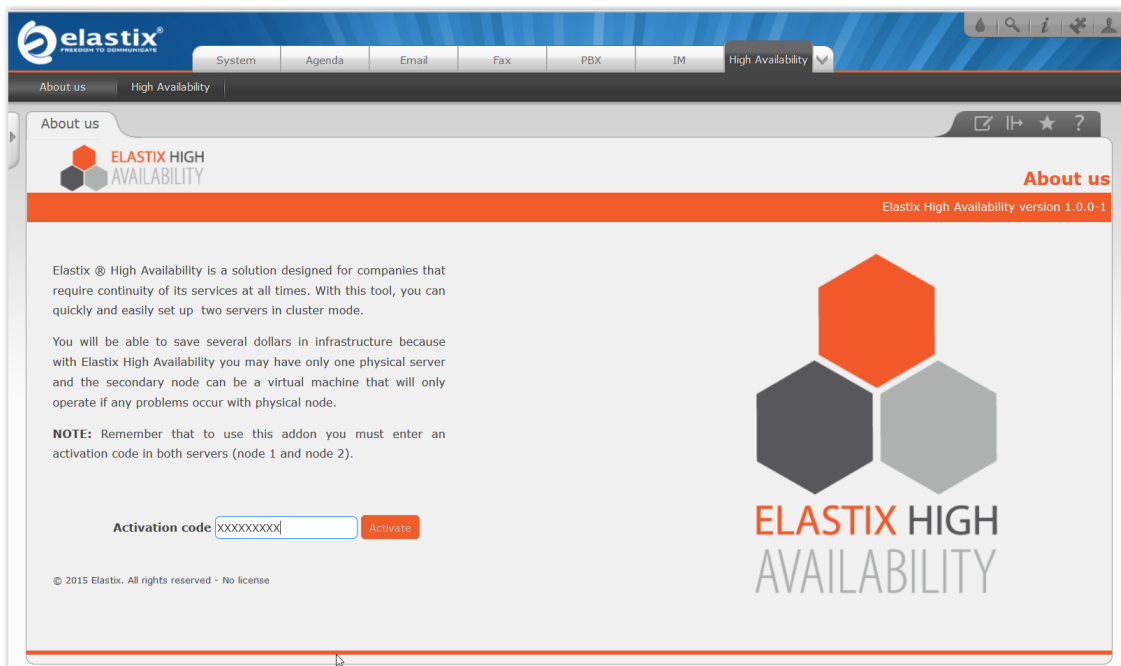 elastix®
FREEDOM TO COMMUNICATE
System Agenda Email Fax PBX IM High Availability
About us High Availability
About us
ELASTIX HIGH
AVAILABILITY
About us
Elastix High Availability version 1.0.0-1
Elastix ® High Availability is a solution designed for companies that
require continuity of its services at all times. With this tool, you can
quickly and easily set up two servers in cluster mode.
You will be able to save several dollars in infrastructure because
with Elastix High Availability you may have only one physical server
and the secondary node can be a virtual machine that will only
operate if any problems occur with physical node.
NOTE: Remember that to use this addon you must enter an
activation code in both servers (node 1 and node 2).
Activation code XXXXXXXXX Activate
© 2015 Elastix. All rights reserved - No license
ELASTIX HIGH
AVAILABILITY